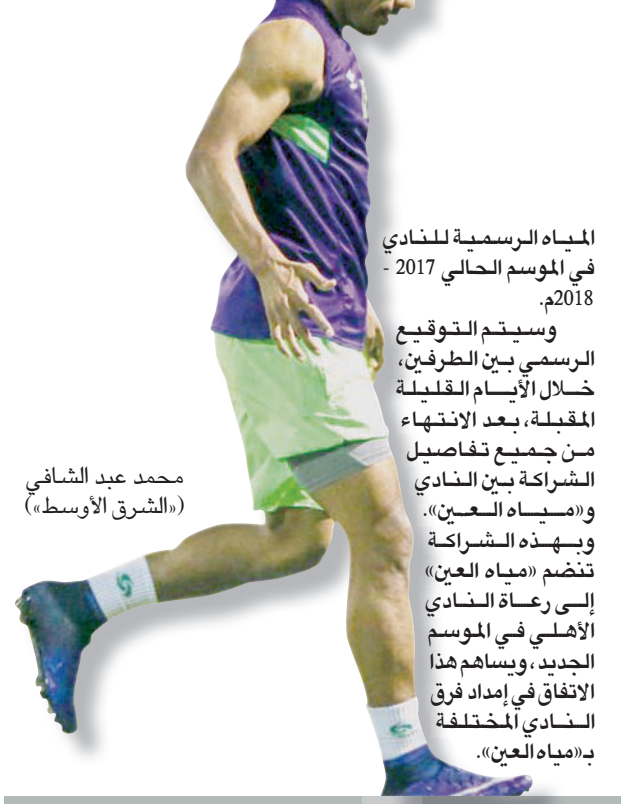 المياه الرسمية للنادي
في الموسم الحالي 2017 -
2018م.
وسيتم التوقيع
الرسمي بين الطرفين،
خلال الأيام القليلة
المقبلة، بعد الانتهاء
من جميع تفاصيل
الشراكة بين النادي
و«مياه العين».
وبهذه الشراكة
تنضم «مياه العين»
إلى رعاة النادي
الأهلي في الموسم
الجديد، ويساهم هذا
الاتفاق في إمداد فرق
النادي المختلفة
بـ«مياه العين».
محمد عبد الشافي
(«الشرق الأوسط»)